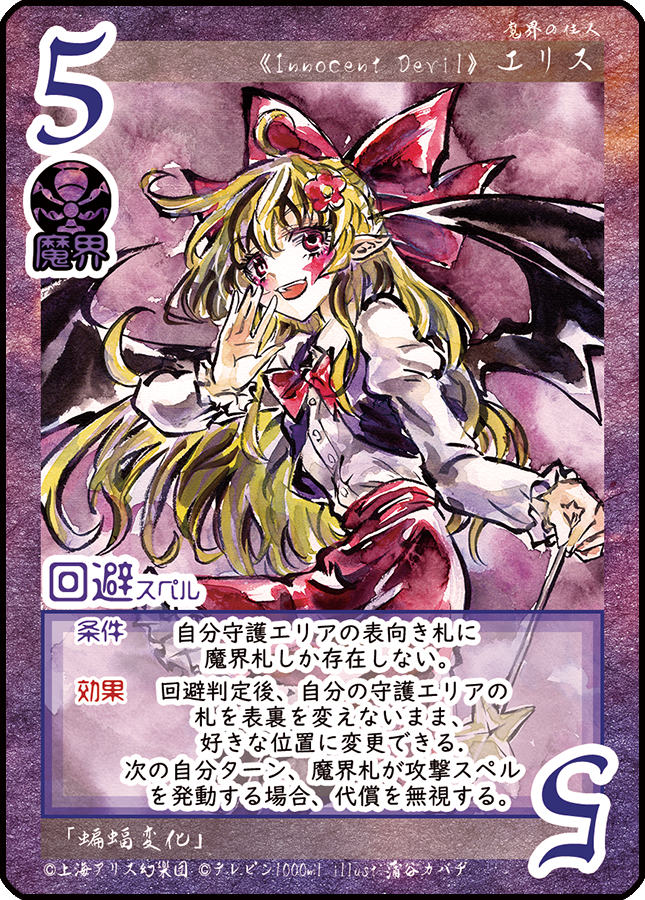 5
魔界の住人
《Innocent Devil》 エリス
魔界
回避スペル
条件 自分守護エリアの表向き札に
魔界札しか存在しない。
効果 回避判定後、自分の守護エリアの
札を表裏を変えないまま、
好きな位置に変更できる.
次の自分ターン、魔界札が攻撃スペル
を発動する場合、代償を無視する。
5
「蝙蝠変化」
©上海アリス幻樂団 ©テレピン1000ml illust.蒲谷カバヂ